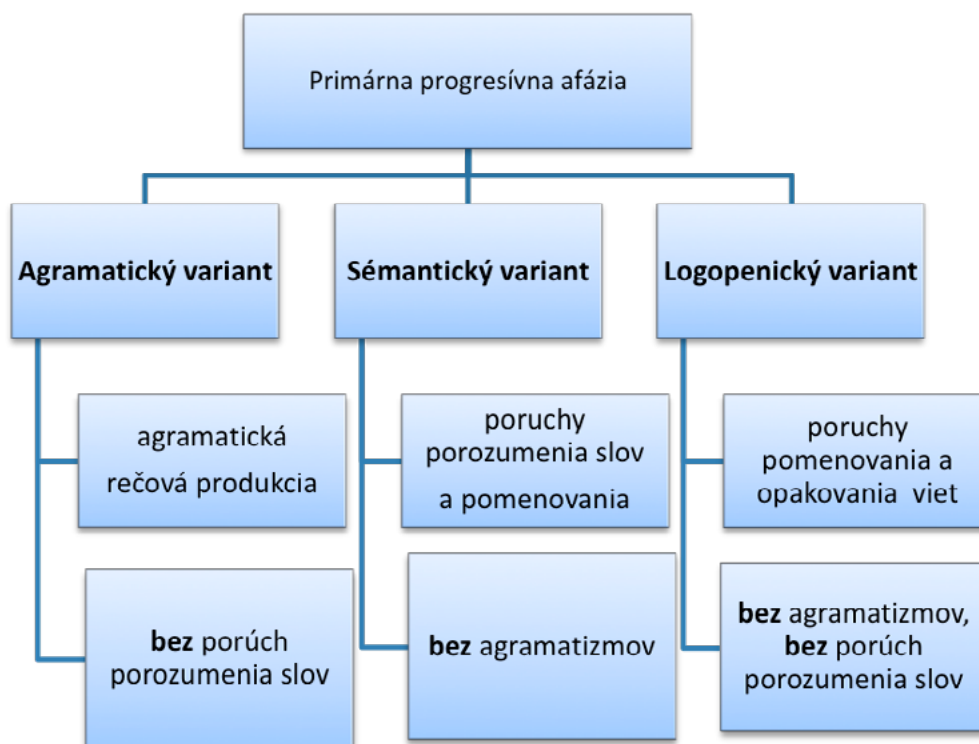 Primárna progresívna afázia
Agramatický variant
agramatická
rečová produkcia
bez porúch
porozumenia slov
Sémantický variant
poruchy
porozumenia slov
a pomenovania
bez agramatizmov
Logopenický variant
poruchy
pomenovania a
opakovania viet
bez agramatizmov,
bez porúch
porozumenia slov